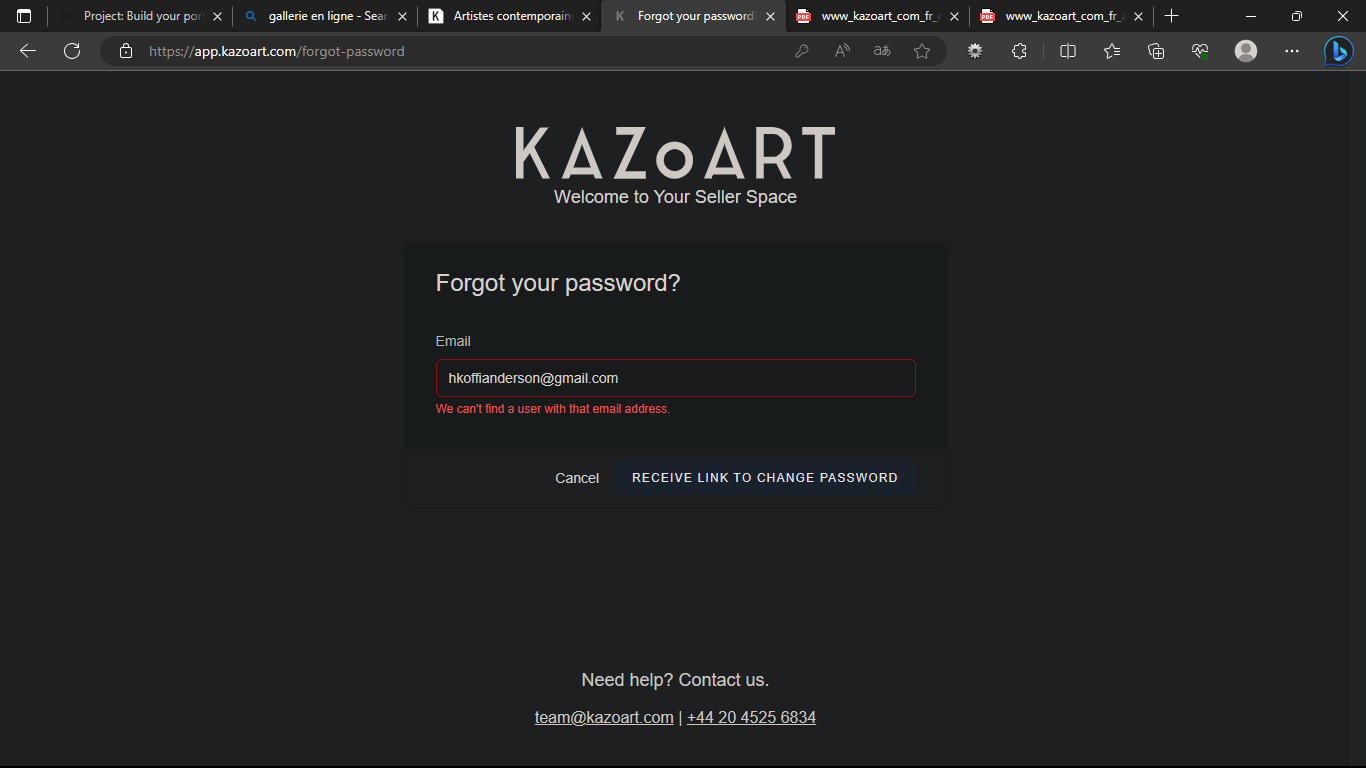 Project: Build your por
gallerie en ligne - Sear
K Artistes contemporain
K Forgot your password?
PDF www_kazoart_com_fr_
PDF www_kazoart_com_fr_
https://app.kazoart.com/forgot-password
KAZoART
Welcome to Your Seller Space
Forgot your password?
Email
hkoffianderson@gmail.com
We can't find a user with that email address.
Cancel RECEIVE LINK TO CHANGE PASSWORD
Need help? Contact us.
team@kazoart.com | +44 20 4525 6834